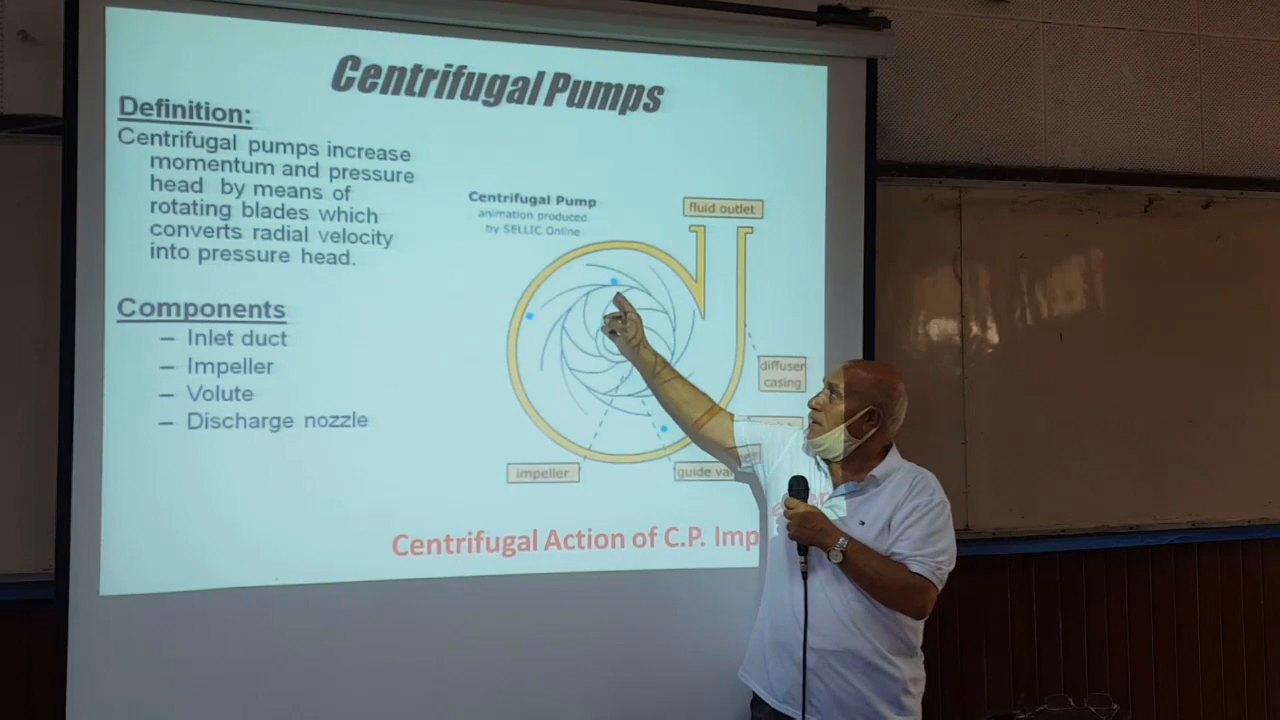 Centrifugal Pumps
Definition:
Centrifugal pumps increase
momentum and pressure
head by means of
rotating blades which
converts radial velocity
into pressure head.
Components
– Inlet duct
– Impeller
– Volute
– Discharge nozzle
Centrifugal Pump
animation produced
by SELLIC Online
fluid outlet
diffuser
casing
impeller
guide va
Centrifugal Action of C.P. Imp